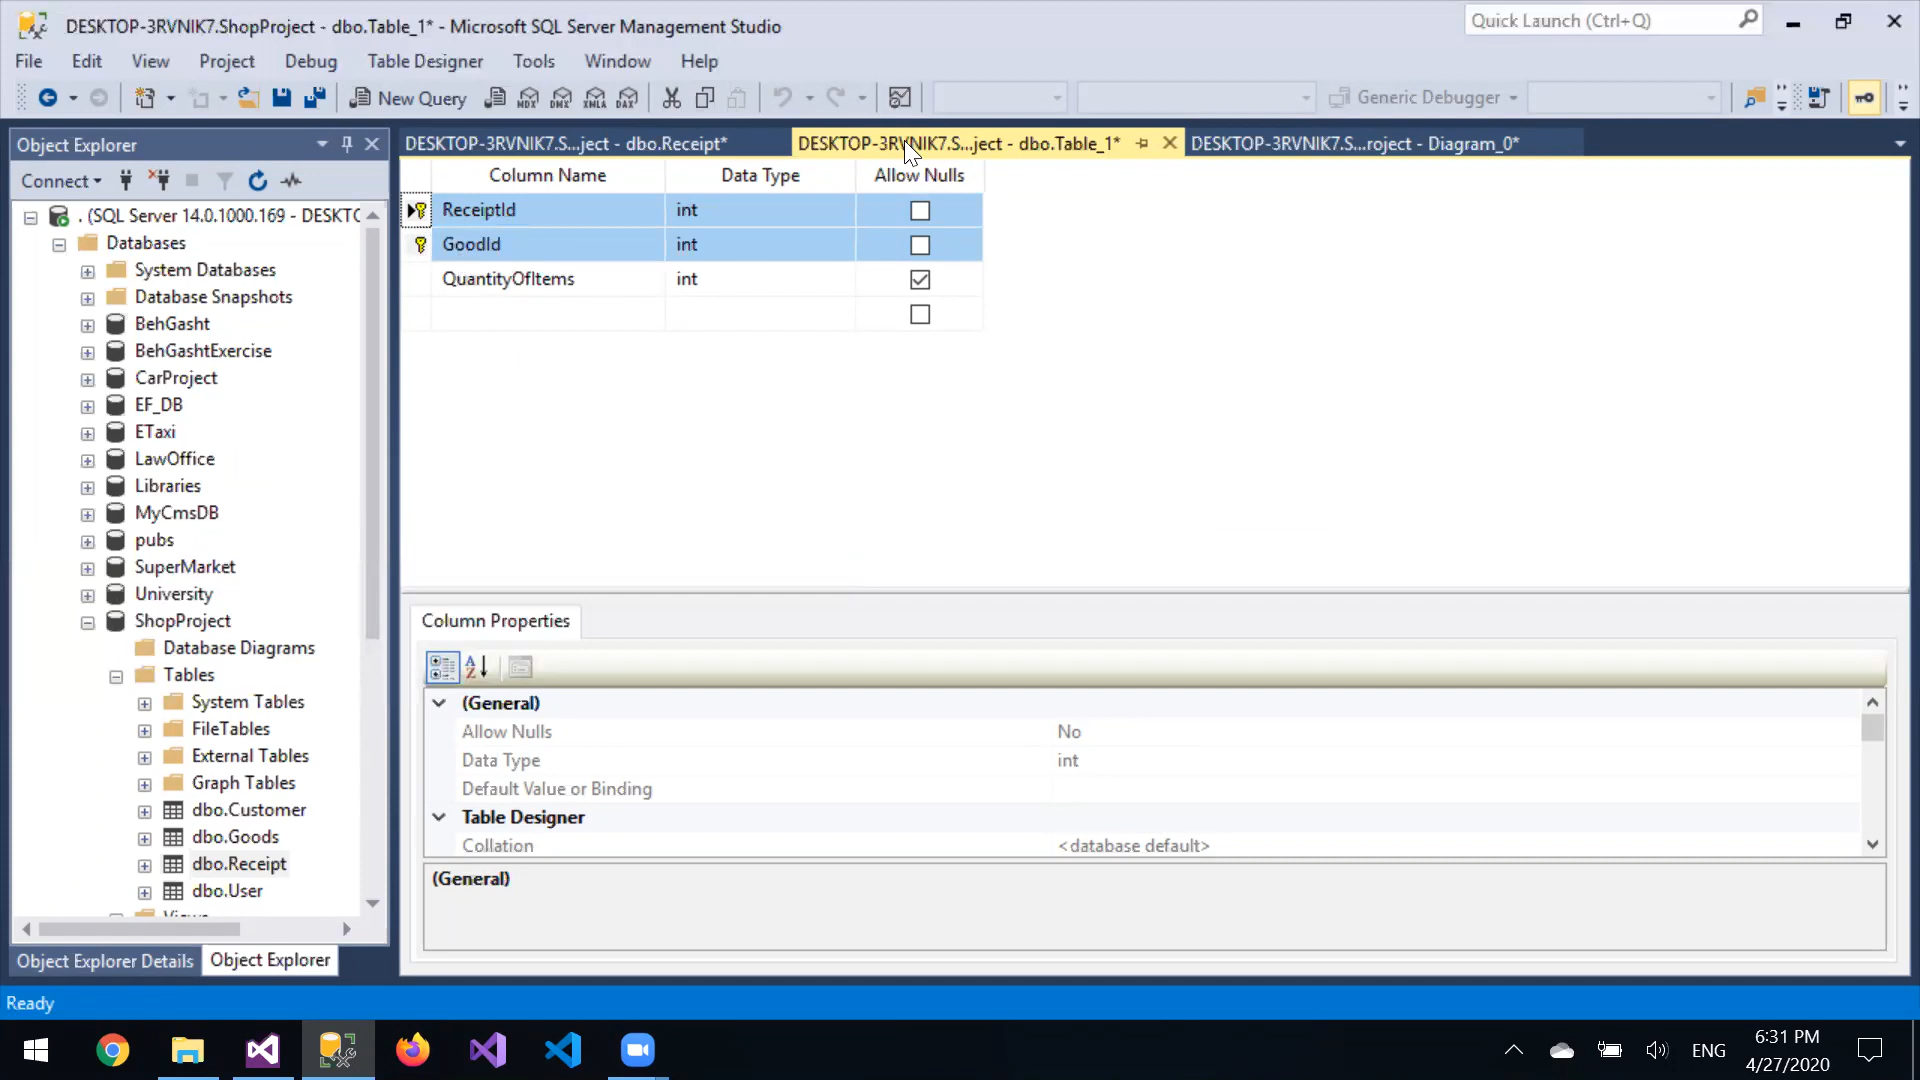 DESKTOP-3RVNIK7.ShopProject - dbo.Table_1* - Microsoft SQL Server Management Studio
Quick Launch (Ctrl+Q)
File Edit View Project Debug Table Designer Tools Window Help
New Query MDX DMX XMLA DAX Generic Debugger
Object Explorer
DESKTOP-3RVNIK7.S...ject - dbo.Receipt* DESKTOP-3RVNIK7.S...ject - dbo.Table_1* DESKTOP-3RVNIK7.S...roject - Diagram_0*
Connect
Column Name Data Type Allow Nulls
ReceiptId int
GoodId int
QuantityOfItems int
. (SQL Server 14.0.1000.169 - DESKTO
Databases
System Databases
Database Snapshots
BehGasht
BehGashtExercise
CarProject
EF_DB
ETaxi
LawOffice
Libraries
MyCmsDB
pubs
SuperMarket
University
ShopProject
Database Diagrams
Tables
System Tables
FileTables
External Tables
Graph Tables
dbo.Customer
dbo.Goods
dbo.Receipt
dbo.User
Views
Object Explorer Details Object Explorer
Column Properties
(General)
Allow Nulls No
Data Type int
Default Value or Binding
Table Designer
Collation <database default>
(General)
Ready
ENG
6:31 PM
4/27/2020